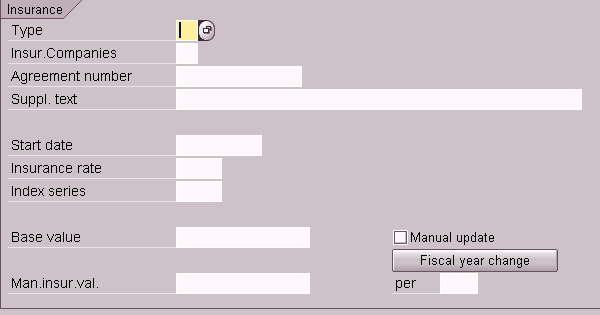 Insurance
Type
Insur.Companies
Agreement number
Suppl. text
Start date
Insurance rate
Index series
Base value
Manual update
Fiscal year change
Man.insur.val.
per